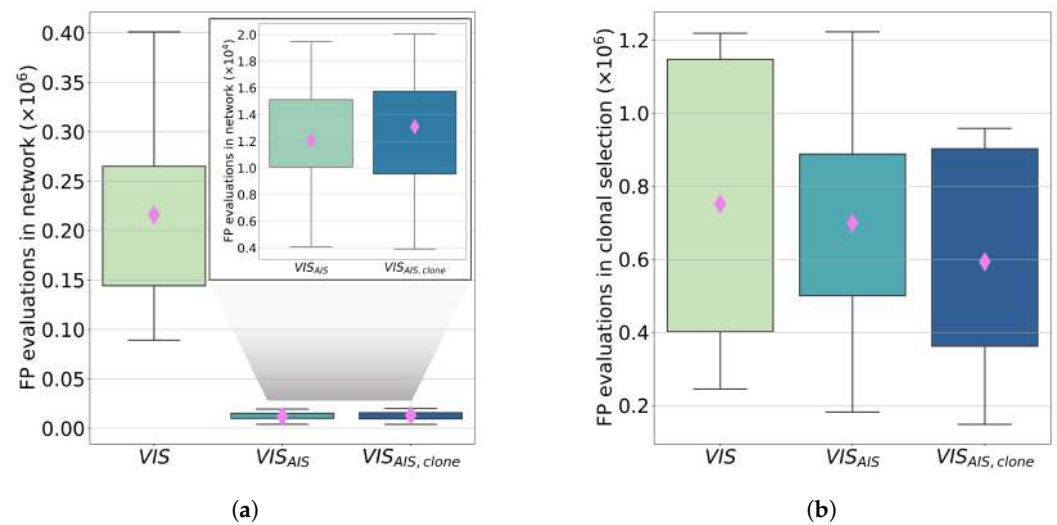 FP evaluations in network (×10⁶)
0.40
0.35
0.30
0.25
0.20
0.15
0.10
0.05
0.00
VIS
VIS_AIS
VIS_AIS, clone
FP evaluations in network (×10⁴)
2.0
1.8
1.6
1.4
1.2
1.0
0.8
0.6
0.4
VIS_AIS
VIS_AIS, clone
(a)
FP evaluations in clonal selection (×10⁶)
1.2
1.0
0.8
0.6
0.4
0.2
VIS
VIS_AIS
VIS_AIS, clone
(b)